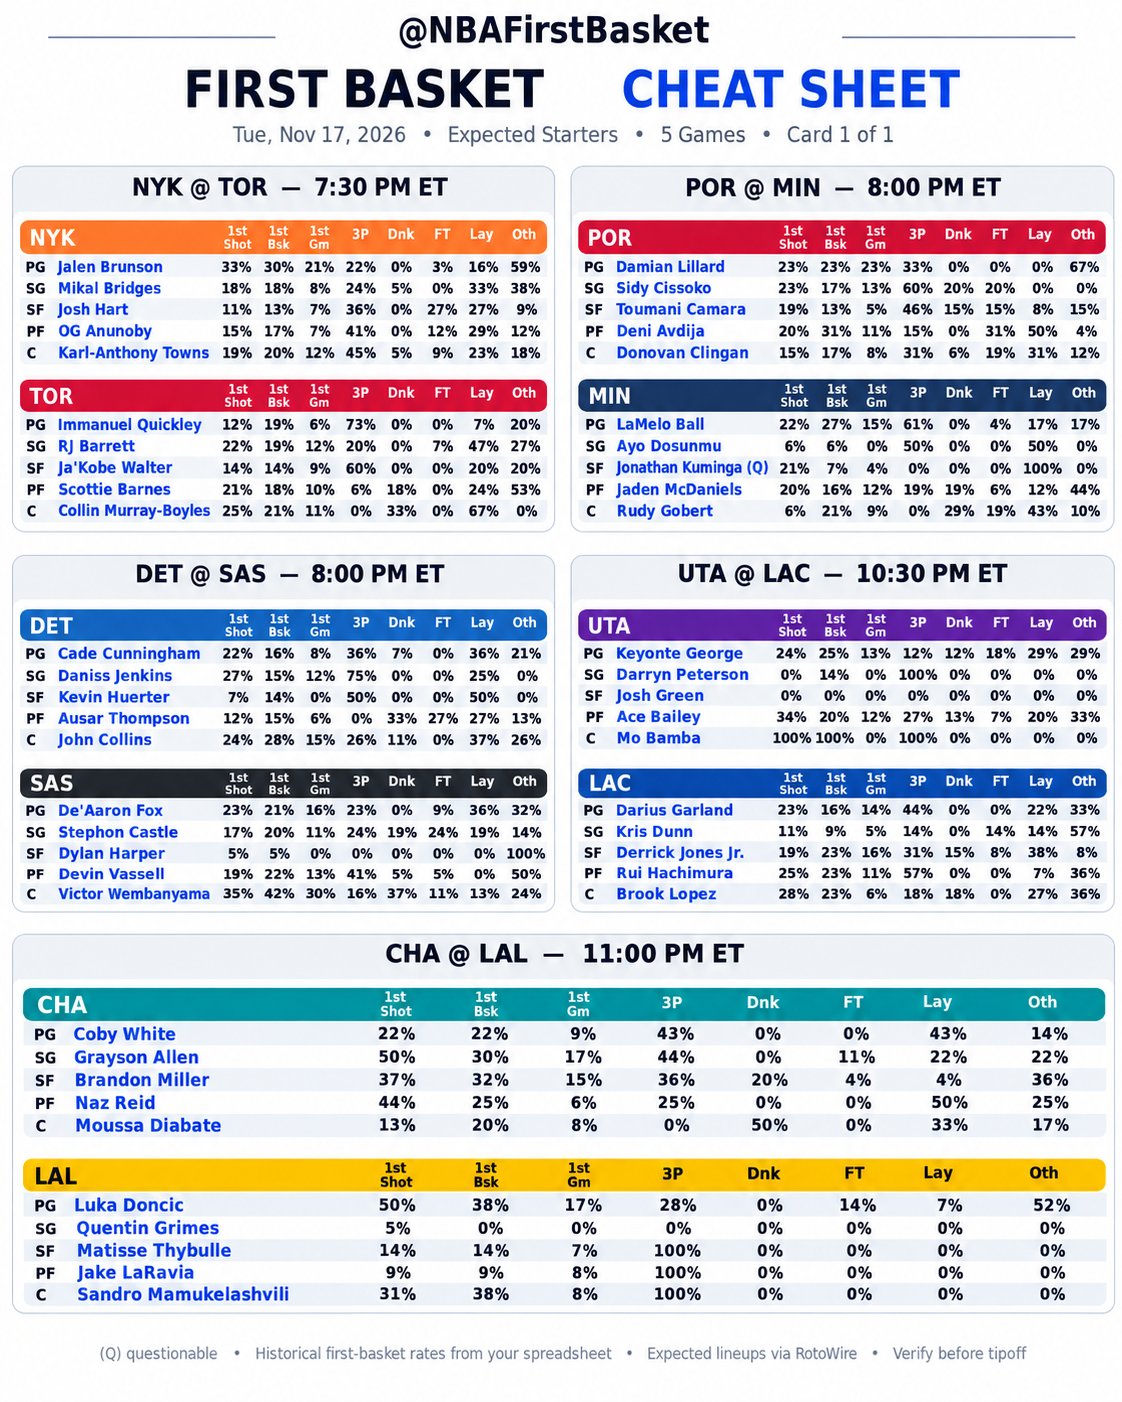 @NBAFirstBasket
FIRST BASKET CHEAT SHEET
Tue, Nov 17, 2026 • Expected Starters • 5 Games • Card 1 of 1
NYK @ TOR — 7:30 PM ET
NYK 1st Shot 1st Bsk 1st Gm 3P Dnk FT Lay Oth
PG Jalen Brunson 33% 30% 21% 22% 0% 3% 16% 59%
SG Mikal Bridges 18% 18% 8% 24% 5% 0% 33% 38%
SF Josh Hart 11% 13% 7% 36% 0% 27% 27% 9%
PF OG Anunoby 15% 17% 7% 41% 0% 12% 29% 12%
C Karl-Anthony Towns 19% 20% 12% 45% 5% 9% 23% 18%
TOR 1st Shot 1st Bsk 1st Gm 3P Dnk FT Lay Oth
PG Immanuel Quickley 12% 19% 6% 73% 0% 0% 7% 20%
SG RJ Barrett 22% 19% 12% 20% 0% 7% 47% 27%
SF Ja'Kobe Walter 14% 14% 9% 60% 0% 0% 20% 20%
PF Scottie Barnes 21% 18% 10% 6% 18% 0% 24% 53%
C Collin Murray-Boyles 25% 21% 11% 0% 33% 0% 67% 0%
POR @ MIN — 8:00 PM ET
POR 1st Shot 1st Bsk 1st Gm 3P Dnk FT Lay Oth
PG Damian Lillard 23% 23% 23% 33% 0% 0% 0% 67%
SG Sidy Cissoko 23% 17% 13% 60% 20% 20% 0% 0%
SF Toumani Camara 19% 13% 5% 46% 15% 15% 8% 15%
PF Deni Avdija 20% 31% 11% 15% 0% 31% 50% 4%
C Donovan Clingan 15% 17% 8% 31% 6% 19% 31% 12%
MIN 1st Shot 1st Bsk 1st Gm 3P Dnk FT Lay Oth
PG LaMelo Ball 22% 27% 15% 61% 0% 4% 17% 17%
SG Ayo Dosunmu 6% 6% 0% 50% 0% 0% 50% 0%
SF Jonathan Kuminga (Q) 21% 7% 4% 0% 0% 0% 100% 0%
PF Jaden McDaniels 20% 16% 12% 19% 19% 6% 12% 44%
C Rudy Gobert 6% 21% 9% 0% 29% 19% 43% 10%
DET @ SAS — 8:00 PM ET
DET 1st Shot 1st Bsk 1st Gm 3P Dnk FT Lay Oth
PG Cade Cunningham 22% 16% 8% 36% 7% 0% 36% 21%
SG Daniss Jenkins 27% 15% 12% 75% 0% 0% 25% 0%
SF Kevin Huerter 7% 14% 0% 50% 0% 0% 50% 0%
PF Ausar Thompson 12% 15% 6% 0% 33% 27% 27% 13%
C John Collins 24% 28% 15% 26% 11% 0% 37% 26%
SAS 1st Shot 1st Bsk 1st Gm 3P Dnk FT Lay Oth
PG De'Aaron Fox 23% 21% 16% 23% 0% 9% 36% 32%
SG Stephon Castle 17% 20% 11% 24% 19% 24% 19% 14%
SF Dylan Harper 5% 5% 0% 0% 0% 0% 0% 100%
PF Devin Vassell 19% 22% 13% 41% 5% 5% 0% 50%
C Victor Wembanyama 35% 42% 30% 16% 37% 11% 13% 24%
UTA @ LAC — 10:30 PM ET
UTA 1st Shot 1st Bsk 1st Gm 3P Dnk FT Lay Oth
PG Keyonte George 24% 25% 13% 12% 12% 18% 29% 29%
SG Darryn Peterson 0% 14% 0% 100% 0% 0% 0% 0%
SF Josh Green 0% 0% 0% 0% 0% 0% 0% 0%
PF Ace Bailey 34% 20% 12% 27% 13% 7% 20% 33%
C Mo Bamba 100% 100% 0% 100% 0% 0% 0% 0%
LAC 1st Shot 1st Bsk 1st Gm 3P Dnk FT Lay Oth
PG Darius Garland 23% 16% 14% 44% 0% 0% 22% 33%
SG Kris Dunn 11% 9% 5% 14% 0% 14% 14% 57%
SF Derrick Jones Jr. 19% 23% 16% 31% 15% 8% 38% 8%
PF Rui Hachimura 25% 23% 11% 57% 0% 0% 7% 36%
C Brook Lopez 28% 23% 6% 18% 18% 0% 27% 36%
CHA @ LAL — 11:00 PM ET
CHA 1st Shot 1st Bsk 1st Gm 3P Dnk FT Lay Oth
PG Coby White 22% 22% 9% 43% 0% 0% 43% 14%
SG Grayson Allen 50% 30% 17% 44% 0% 11% 22% 22%
SF Brandon Miller 37% 32% 15% 36% 20% 4% 4% 36%
PF Naz Reid 44% 25% 6% 25% 0% 0% 50% 25%
C Moussa Diabate 13% 20% 8% 0% 50% 0% 33% 17%
LAL 1st Shot 1st Bsk 1st Gm 3P Dnk FT Lay Oth
PG Luka Doncic 50% 38% 17% 28% 0% 14% 7% 52%
SG Quentin Grimes 5% 0% 0% 0% 0% 0% 0% 0%
SF Matisse Thybulle 14% 14% 7% 100% 0% 0% 0% 0%
PF Jake LaRavia 9% 9% 8% 100% 0% 0% 0% 0%
C Sandro Mamukelashvili 31% 38% 8% 100% 0% 0% 0% 0%
(Q) questionable • Historical first-basket rates from your spreadsheet • Expected lineups via RotoWire • Verify before tipoff